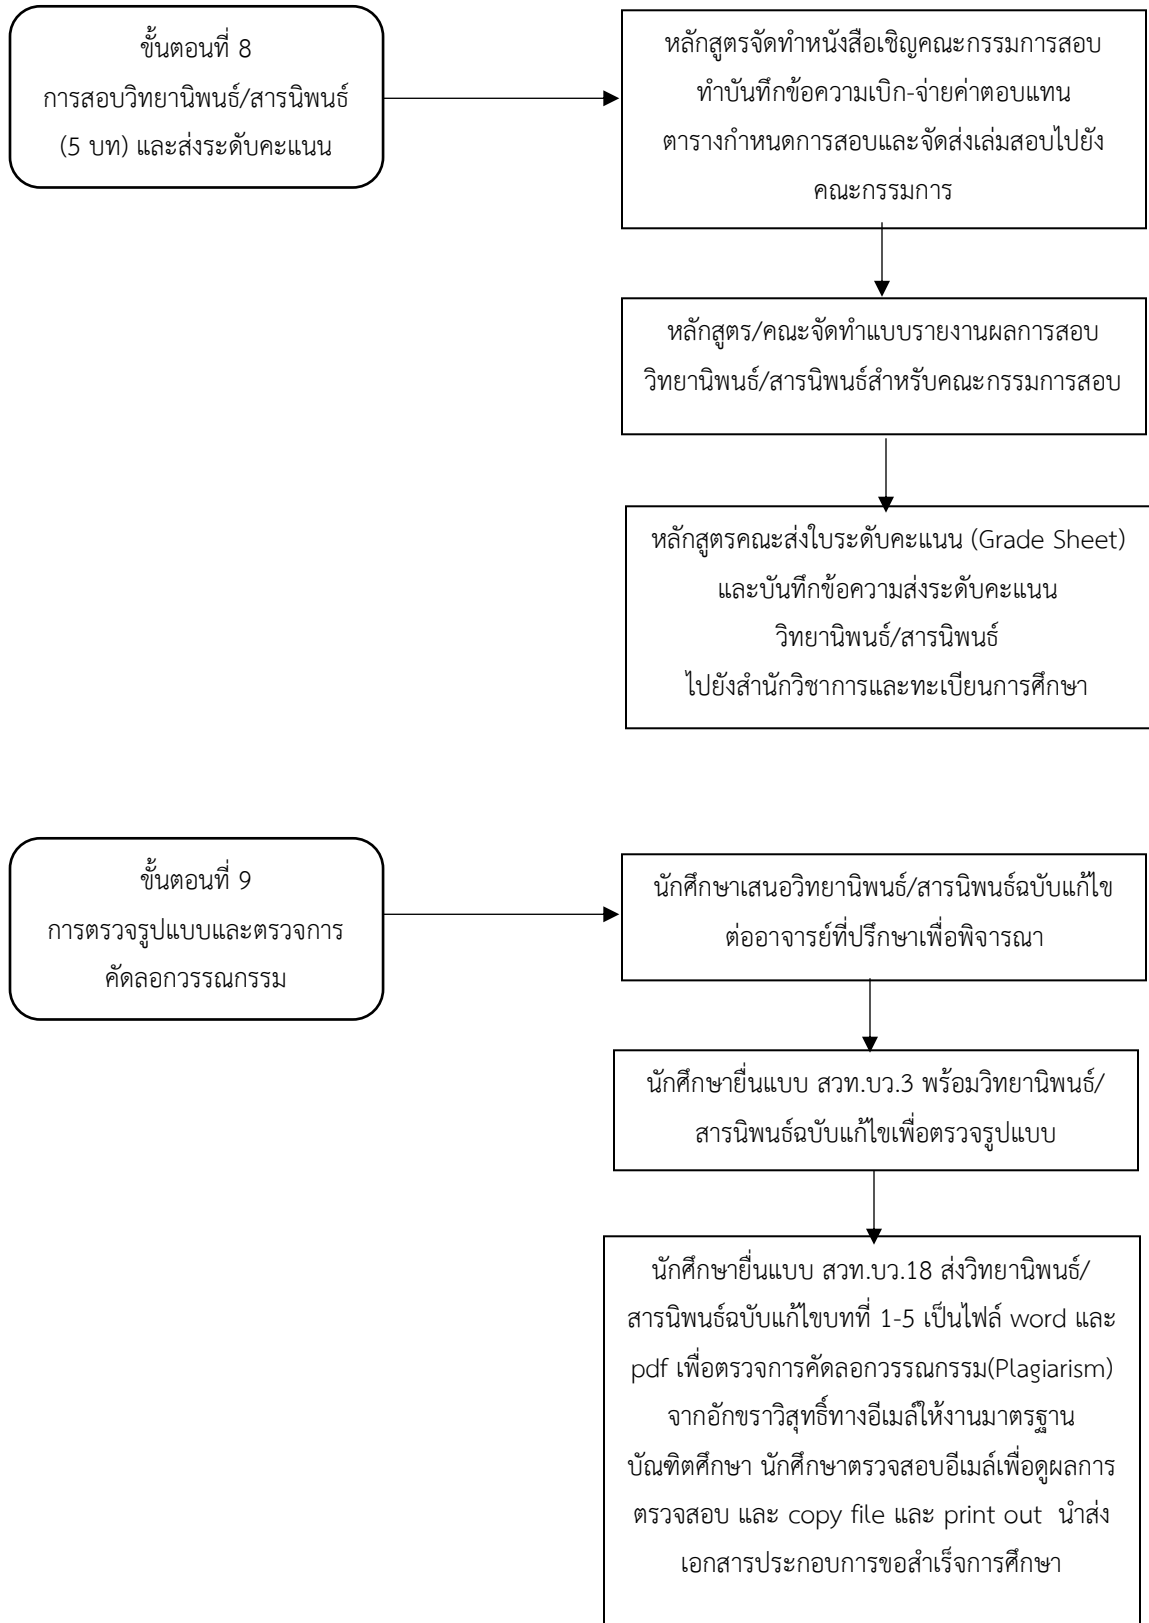 ขั้นตอนที่ 8
การสอบวิทยานิพนธ์/สารนิพนธ์
(5 บท) และส่งระดับคะแนน
หลักสูตรจัดทำหนังสือเชิญคณะกรรมการสอบ
ทำบันทึกข้อความเบิก-จ่ายค่าตอบแทน
ตารางกำหนดการสอบและจัดส่งเล่มสอบไปยัง
คณะกรรมการ
หลักสูตร/คณะจัดทำแบบรายงานผลการสอบ
วิทยานิพนธ์/สารนิพนธ์สำหรับคณะกรรมการสอบ
หลักสูตรคณะส่งใบระดับคะแนน (Grade Sheet)
และบันทึกข้อความส่งระดับคะแนน
วิทยานิพนธ์/สารนิพนธ์
ไปยังสำนักวิชาการและทะเบียนการศึกษา
ขั้นตอนที่ 9
การตรวจรูปแบบและตรวจการ
คัดลอกวรรณกรรม
นักศึกษาเสนอวิทยานิพนธ์/สารนิพนธ์ฉบับแก้ไข
ต่ออาจารย์ที่ปรึกษาเพื่อพิจารณา
นักศึกษายื่นแบบ สวท.บว.3 พร้อมวิทยานิพนธ์/
สารนิพนธ์ฉบับแก้ไขเพื่อตรวจรูปแบบ
นักศึกษายื่นแบบ สวท.บว.18 ส่งวิทยานิพนธ์/
สารนิพนธ์ฉบับแก้ไขบทที่ 1-5 เป็นไฟล์ word และ
pdf เพื่อตรวจการคัดลอกวรรณกรรม(Plagiarism)
จากอักขราวิสุทธิ์ทางอีเมล์ให้งานมาตรฐาน
บัณฑิตศึกษา นักศึกษาตรวจสอบอีเมล์เพื่อดูผลการ
ตรวจสอบ และ copy file และ print out นำส่ง
เอกสารประกอบการขอสำเร็จการศึกษา